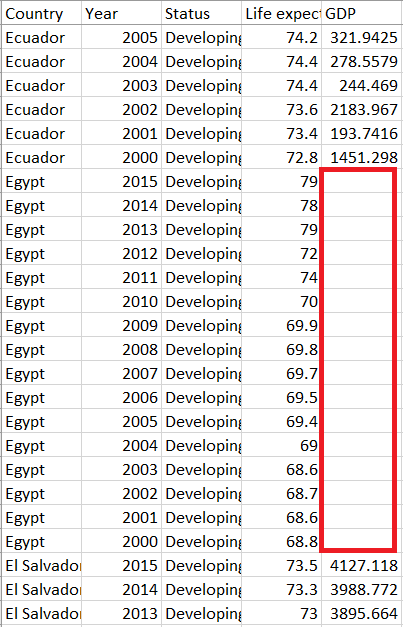 Country Year Status Life expect GDP
Ecuador 2005 Developing 74.2 321.9425
Ecuador 2004 Developing 74.4 278.5579
Ecuador 2003 Developing 74.4 244.469
Ecuador 2002 Developing 73.6 2183.967
Ecuador 2001 Developing 73.4 193.7416
Ecuador 2000 Developing 72.8 1451.298
Egypt 2015 Developing 79
Egypt 2014 Developing 78
Egypt 2013 Developing 79
Egypt 2012 Developing 72
Egypt 2011 Developing 74
Egypt 2010 Developing 70
Egypt 2009 Developing 69.9
Egypt 2008 Developing 69.8
Egypt 2007 Developing 69.7
Egypt 2006 Developing 69.5
Egypt 2005 Developing 69.4
Egypt 2004 Developing 69
Egypt 2003 Developing 68.6
Egypt 2002 Developing 68.7
Egypt 2001 Developing 68.6
Egypt 2000 Developing 68.8
El Salvador 2015 Developing 73.5 4127.118
El Salvador 2014 Developing 73.3 3988.772
El Salvador 2013 Developing 73 3895.664